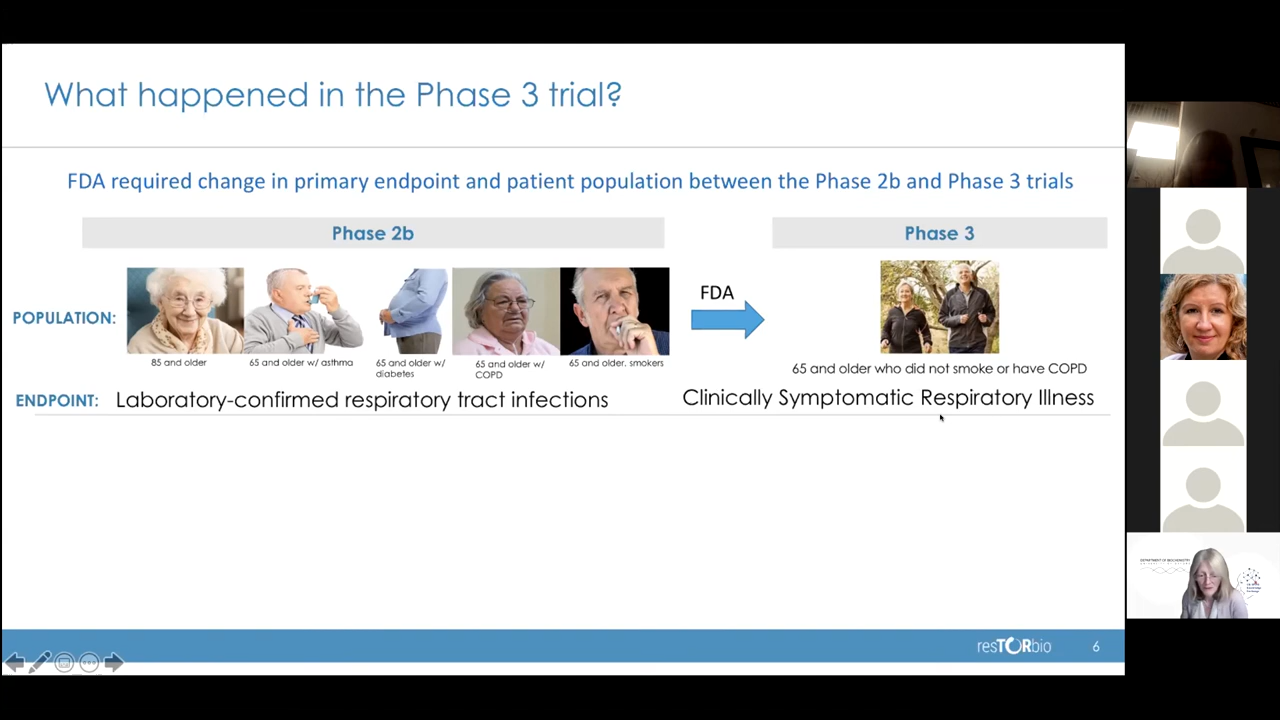 What happened in the Phase 3 trial?
FDA required change in primary endpoint and patient population between the Phase 2b and Phase 3 trials
Phase 2b
Phase 3
POPULATION:
FDA
85 and older
65 and older w/ asthma
65 and older w/
diabetes
65 and older w/
COPD
65 and older, smokers
65 and older who did not smoke or have COPD
ENDPOINT:
Laboratory-confirmed respiratory tract infections
Clinically Symptomatic Respiratory Illness
resTORbio
6
DEPARTMENT OF BIOCHEMISTRY